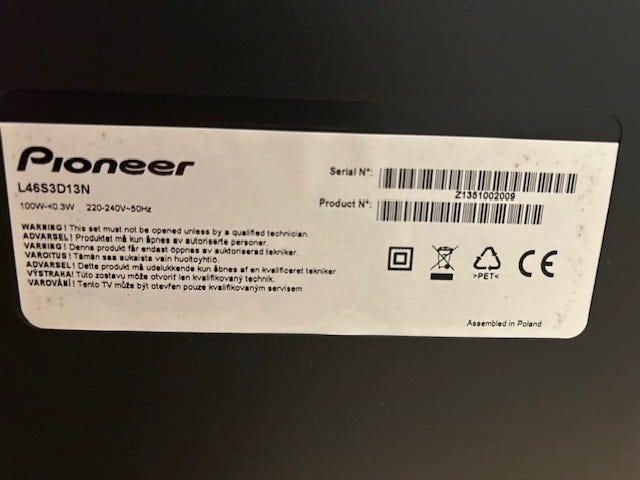 Pioneer
L46S3D13N
100W-<0.3W 220-240V~50Hz
WARNING! This set must not be opened unless by a qualified technician.
ADVARSEL! Produktet må kun åpnes av autoriserte personer.
VARNING! Denna produkt får endast öppnas av auktoriserad tekniker.
VAROITUS! Tämän saa aukaista vain huoltoyhtiö.
ADVARSEL! Dette produkt må udelukkende kun åbnes af en kvalificeret tekniker
VÝSTRAHA! Túto zostavu môže otvoriť len kvalifikovaný technik.
VAROVÁNÍ! Tento TV může být otevřen pouze kvalifikovaným servisem
Serial N°:
Z1351002009
Product N°:
>PET<
CE
Assembled in Poland